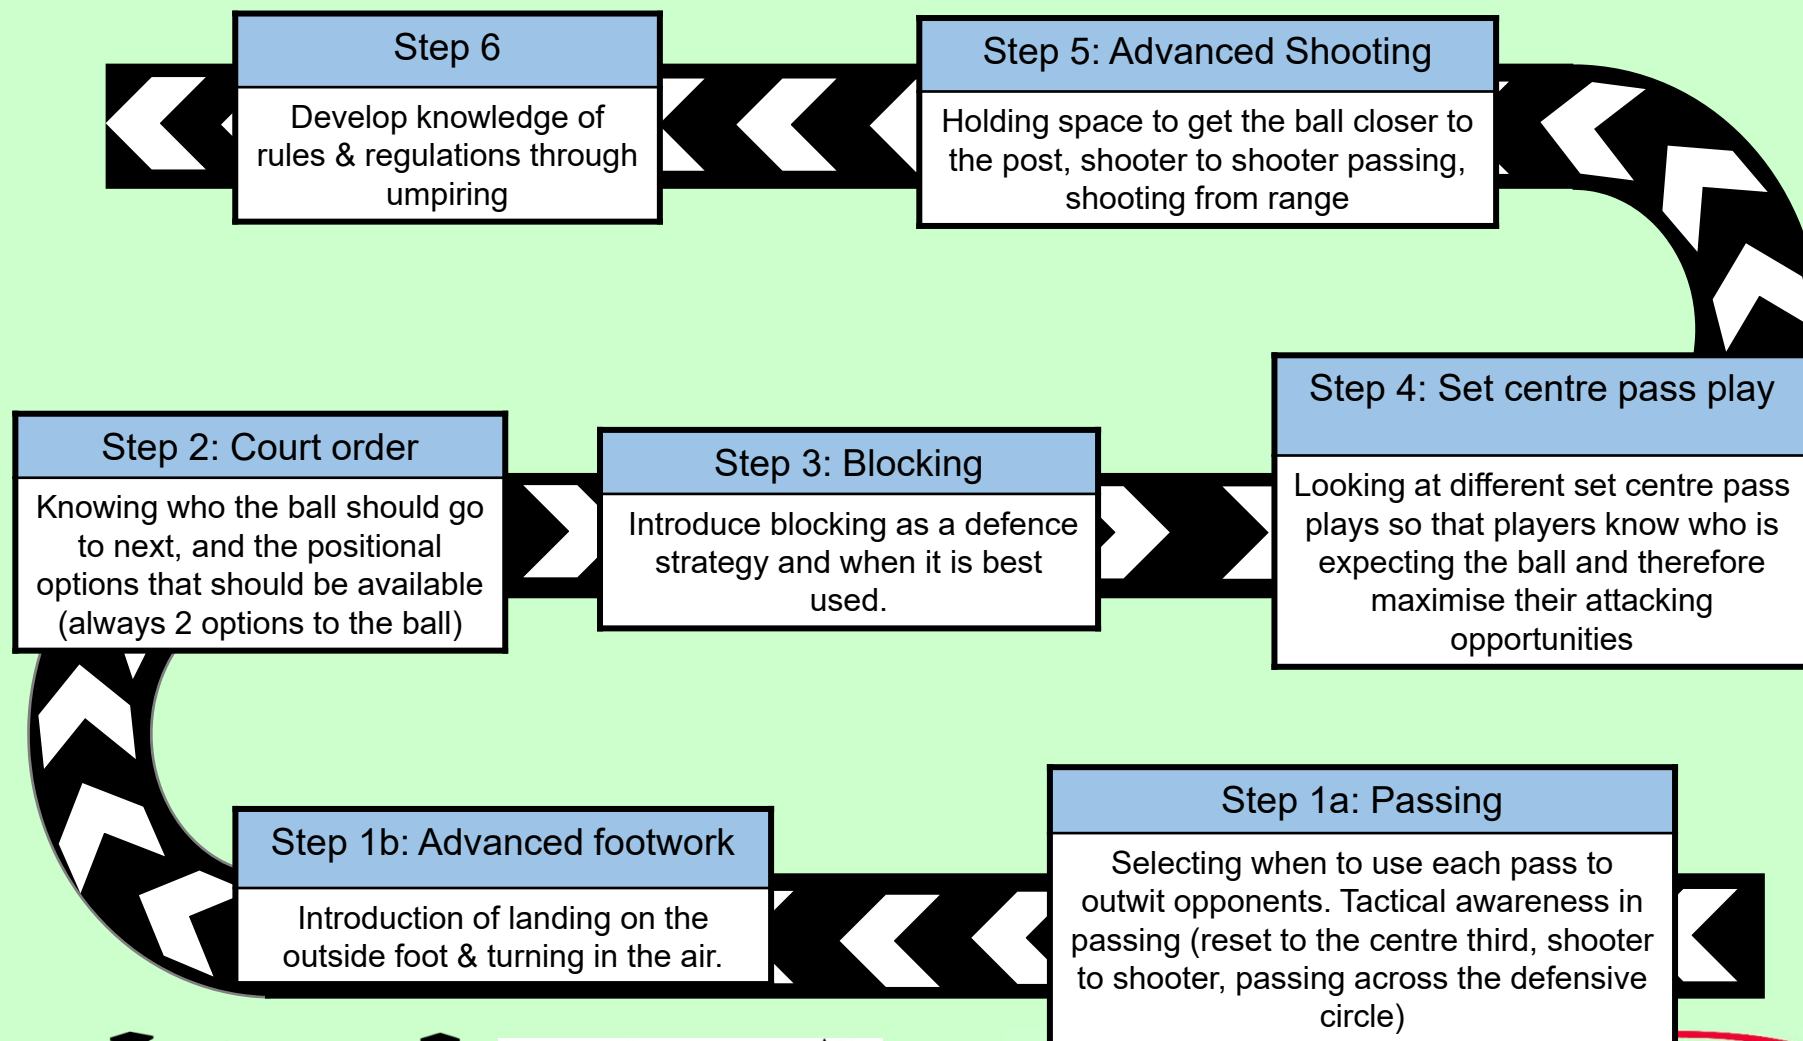 Step 6
Develop knowledge of
rules & regulations through
umpiring
Step 5: Advanced Shooting
Holding space to get the ball closer to
the post, shooter to shooter passing,
shooting from range
Step 4: Set centre pass play
Looking at different set centre pass
plays so that players know who is
expecting the ball and therefore
maximise their attacking
opportunities
Step 2: Court order
Knowing who the ball should go
to next, and the positional
options that should be available
(always 2 options to the ball)
Step 3: Blocking
Introduce blocking as a defence
strategy and when it is best
used.
Step 1b: Advanced footwork
Introduction of landing on the
outside foot & turning in the air.
Step 1a: Passing
Selecting when to use each pass to
outwit opponents. Tactical awareness in
passing (reset to the centre third, shooter
to shooter, passing across the defensive
circle)